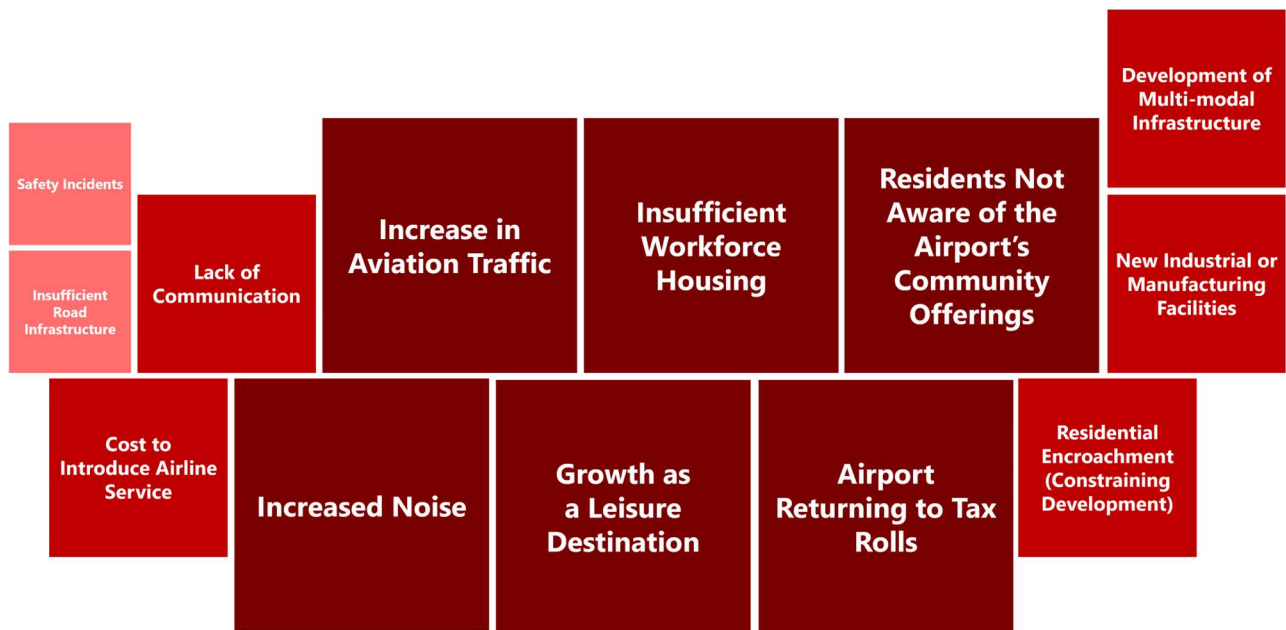 Safety Incidents
Insufficient
Road
Infrastructure
Lack of
Communication
Increase in
Aviation Traffic
Insufficient
Workforce
Housing
Residents Not
Aware of the
Airport’s
Community
Offerings
Development of
Multi-modal
Infrastructure
New Industrial or
Manufacturing
Facilities
Cost to
Introduce Airline
Service
Increased Noise
Growth as
a Leisure
Destination
Airport
Returning to Tax
Rolls
Residential
Encroachment
(Constraining
Development)